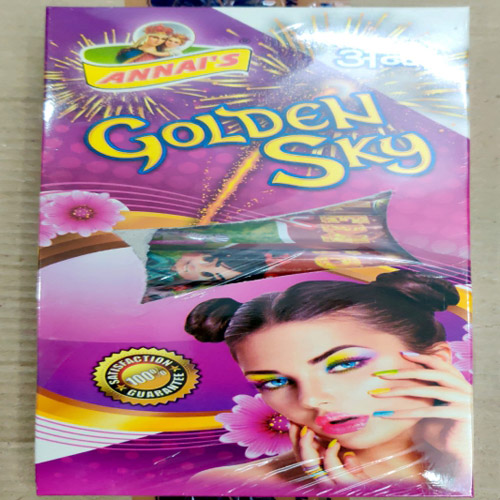 ANNAI'S
GOLDEN
SKY
SATISFACTION
100%
GUARANTEE